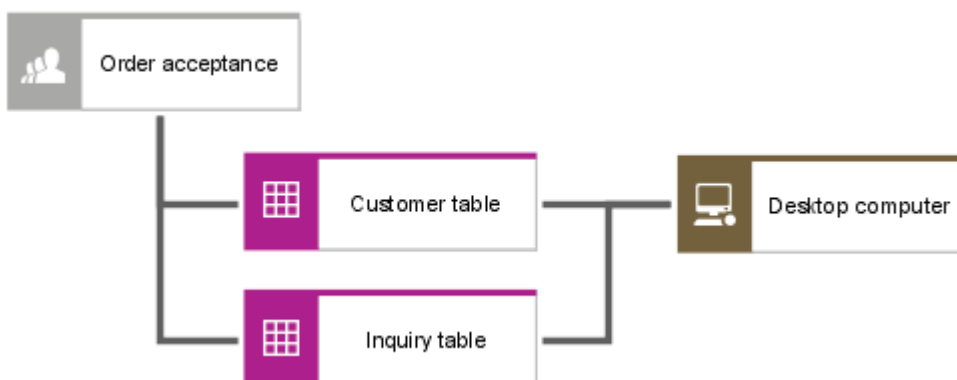 Order acceptance
Customer table
Desktop computer
Inquiry table